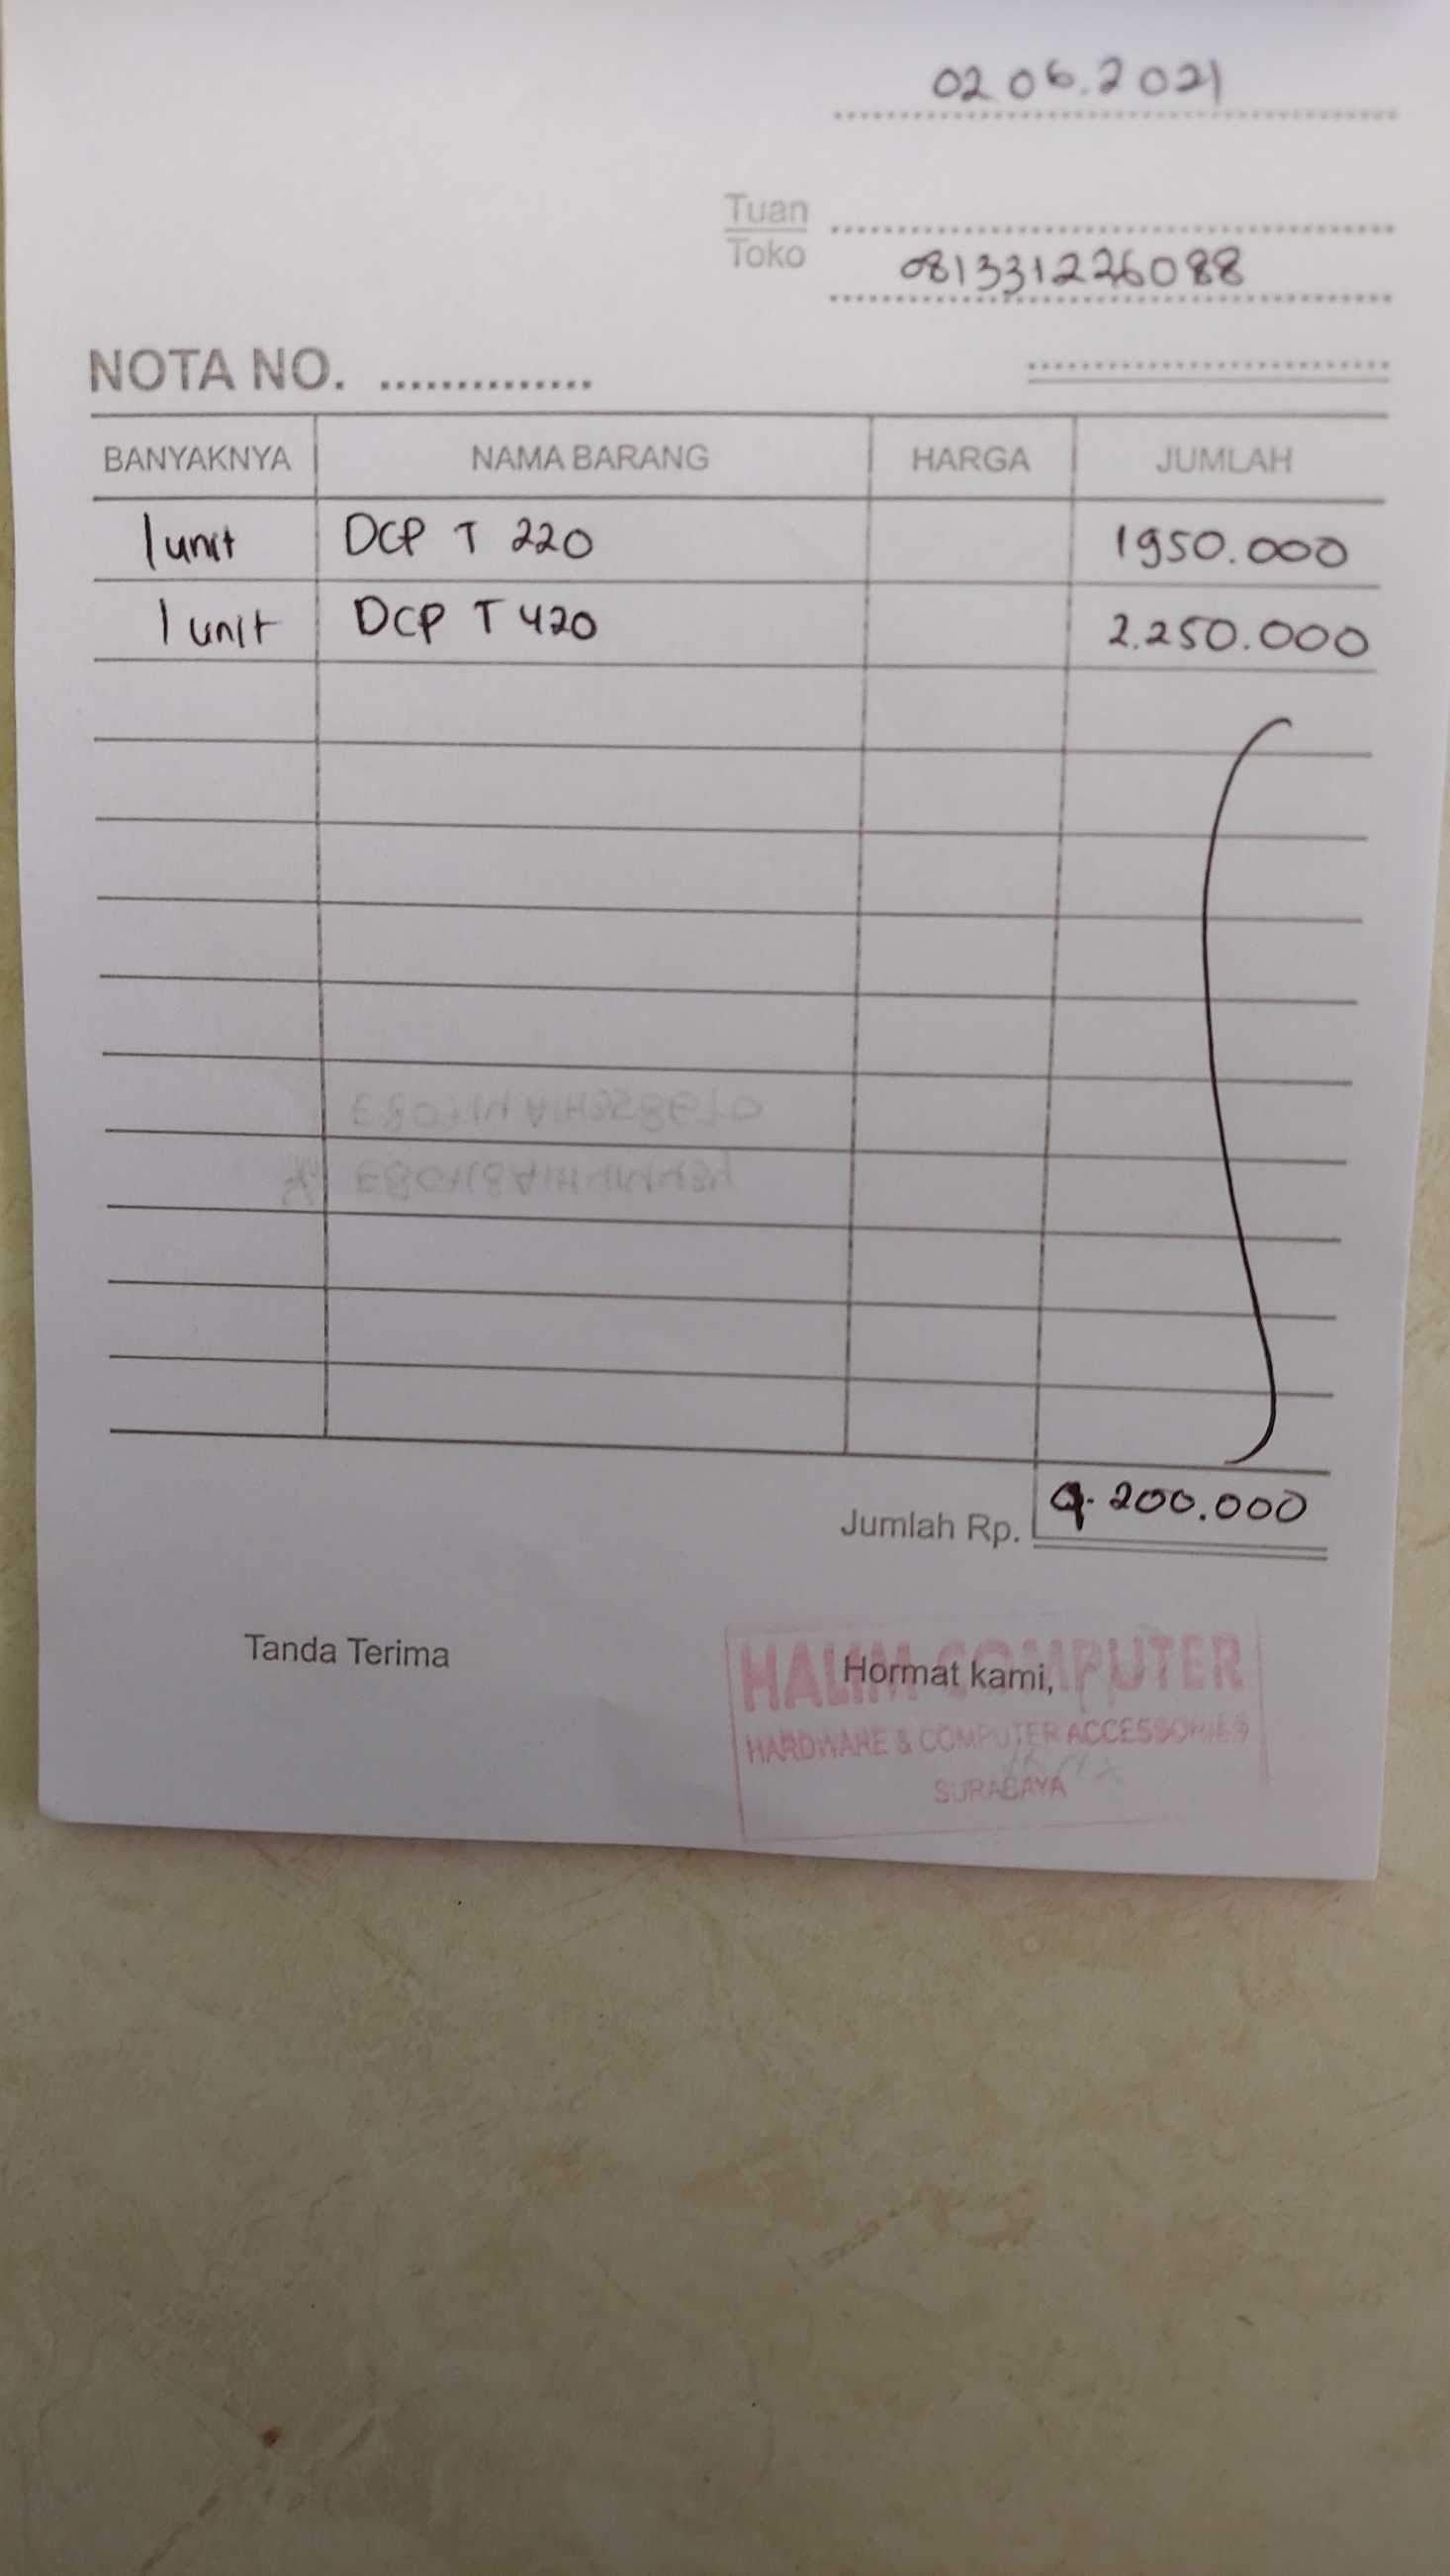 02 06.2021
Tuan
Toko
081331226088
NOTA NO. ..............
BANYAKNYA NAMA BARANG HARGA JUMLAH
1 unit DCP T 220 1950.000
1 unit DCP T 420 2.250.000
Jumlah Rp. 4.200.000
Tanda Terima Hormat kami,
HALIM COMPUTER
HARDWARE & COMPUTER ACCESSORIES
SURABAYA